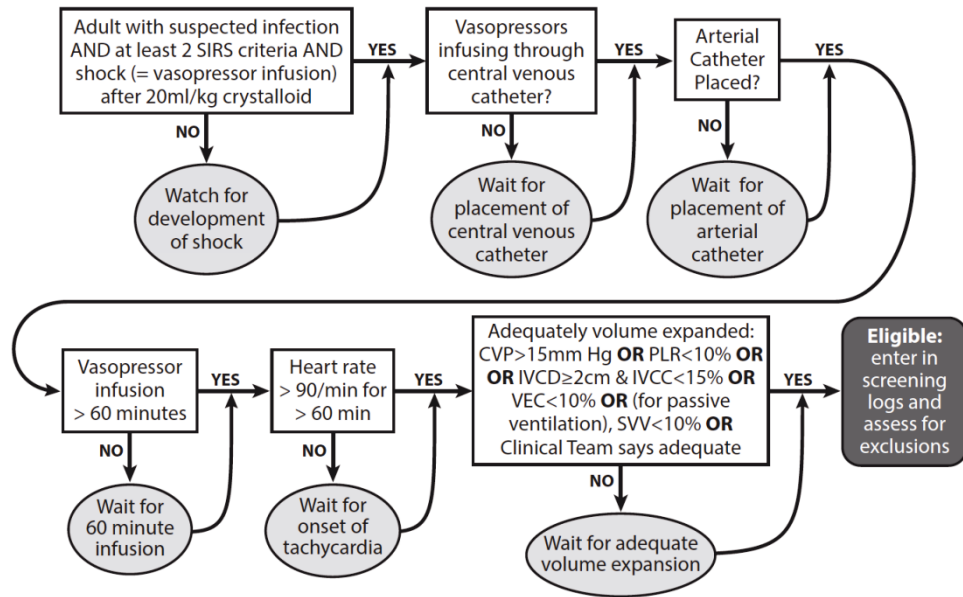 Adult with suspected infection
AND at least 2 SIRS criteria AND
shock (= vasopressor infusion)
after 20ml/kg crystalloid
YES
NO
Watch for
development
of shock
Vasopressors
infusing through
central venous
catheter?
YES
NO
Wait for
placement of
central venous
catheter
Arterial
Catheter
Placed?
YES
NO
Wait for
placement of
arterial
catheter
Vasopressor
infusion
> 60 minutes
YES
NO
Wait for
60 minute
infusion
Heart rate
> 90/min for
> 60 min
YES
NO
Wait for
onset of
tachycardia
Adequately volume expanded:
CVP>15mm Hg OR PLR<10% OR
OR IVCD≥2cm & IVCC<15% OR
VEC<10% OR (for passive
ventilation), SVV<10% OR
Clinical Team says adequate
YES
NO
Wait for adequate
volume expansion
Eligible:
enter in
screening
logs and
assess for
exclusions